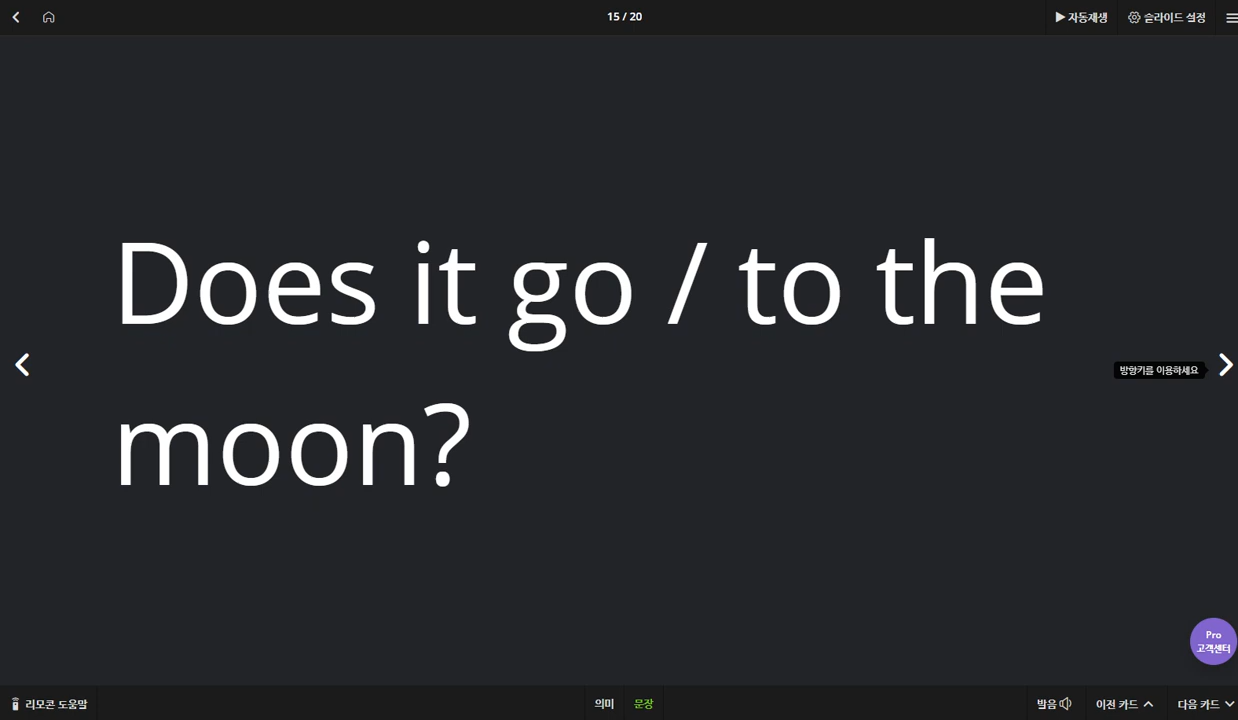 15 / 20
자동재생
슬라이드 설정
Does it go / to the
moon?
방향키를 이용하세요
Pro
고객센터
리모콘 도움말
의미
문장
발음
이전 카드
다음 카드